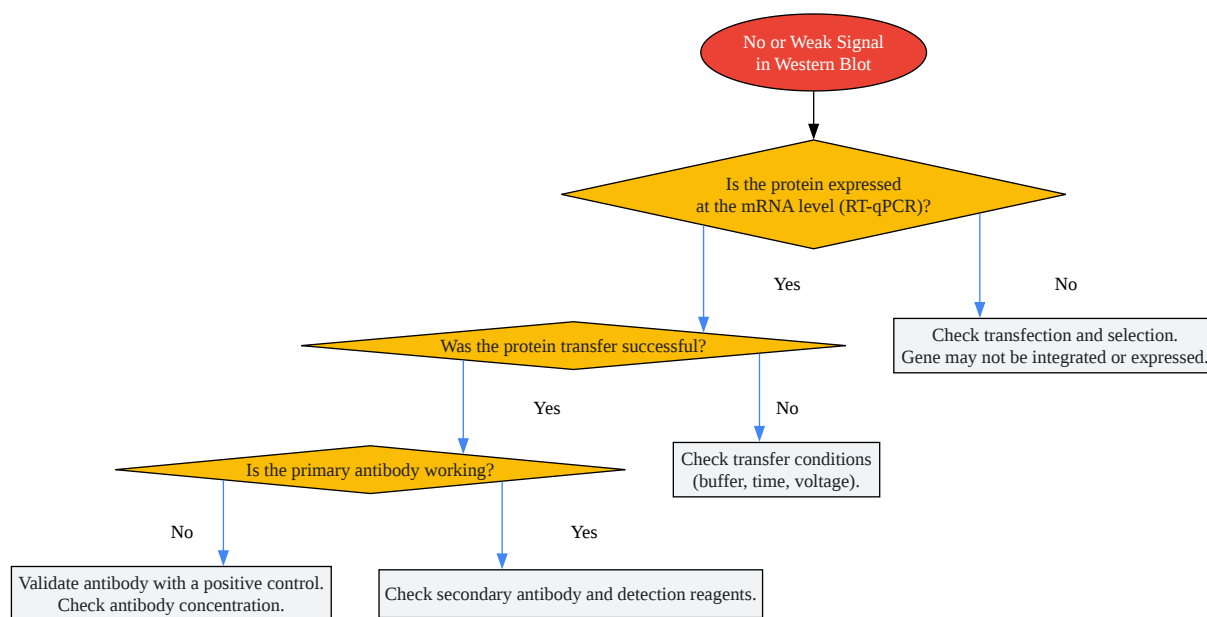 No or Weak Signal
in Western Blot
Is the protein expressed
at the mRNA level (RT-qPCR)?
Yes
No
Check transfection and selection.
Gene may not be integrated or expressed.
Was the protein transfer successful?
Yes
No
Check transfer conditions
(buffer, time, voltage).
Is the primary antibody working?
No
Yes
Validate antibody with a positive control.
Check antibody concentration.
Check secondary antibody and detection reagents.